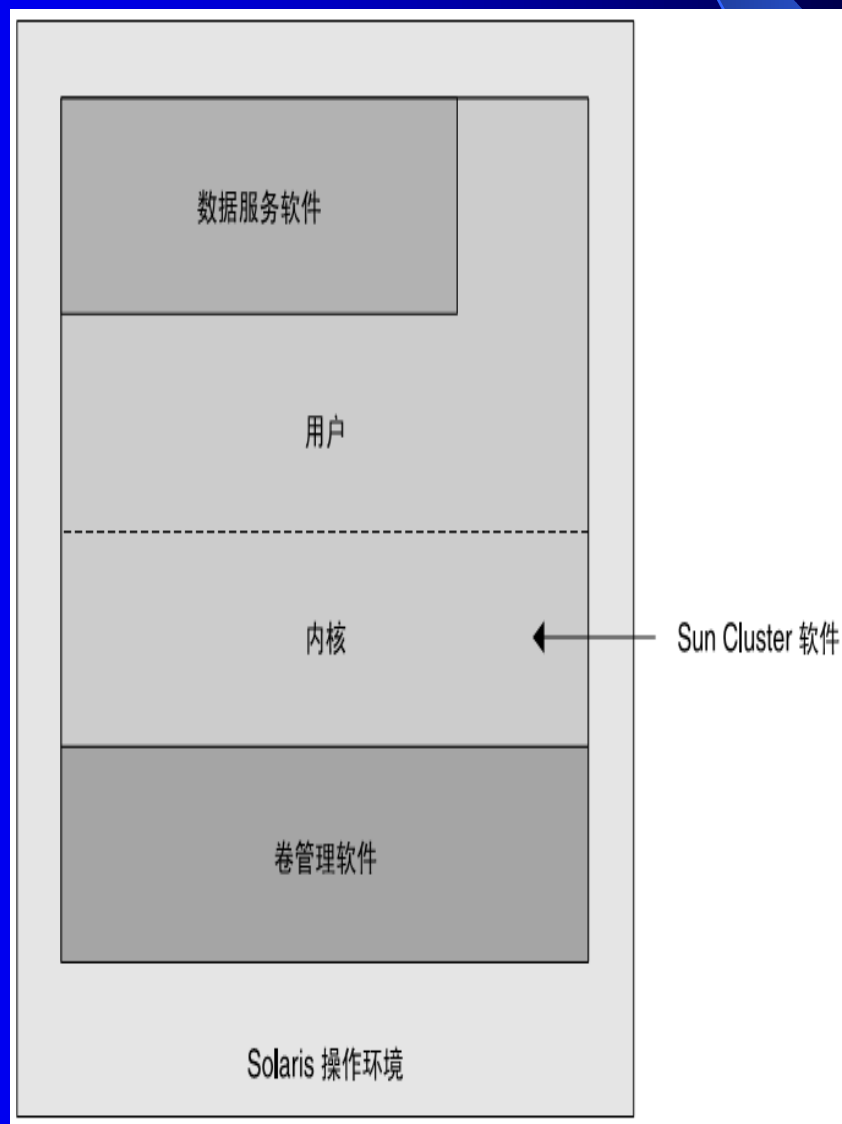 数据服务软件
用户
内核
Sun Cluster 软件
卷管理软件
Solaris 操作环境